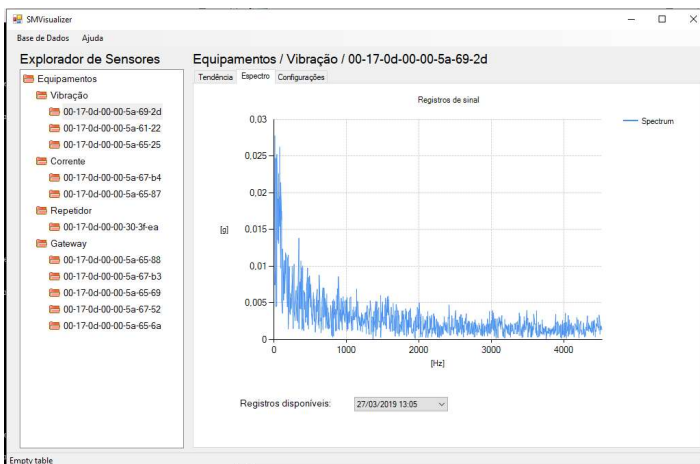 SMVisualizer
Base de Dados Ajuda
Explorador de Sensores
Equipamentos
Vibração
00-17-0d-00-00-5a-69-2d
00-17-0d-00-00-5a-61-22
00-17-0d-00-00-5a-65-25
Corrente
00-17-0d-00-00-5a-67-b4
00-17-0d-00-00-5a-65-87
Repetidor
00-17-0d-00-00-30-3f-ea
Gateway
00-17-0d-00-00-5a-65-88
00-17-0d-00-00-5a-67-b3
00-17-0d-00-00-5a-65-69
00-17-0d-00-00-5a-67-52
00-17-0d-00-00-5a-65-6a
Equipamentos / Vibração / 00-17-0d-00-00-5a-69-2d
Tendência Espectro Configurações
Registros de sinal
Spectrum
0,03
0,025
0,02
0,015
0,01
0,005
0
[g]
0 1000 2000 3000 4000
[Hz]
Registros disponíveis: 27/03/2019 13:05
Empty table